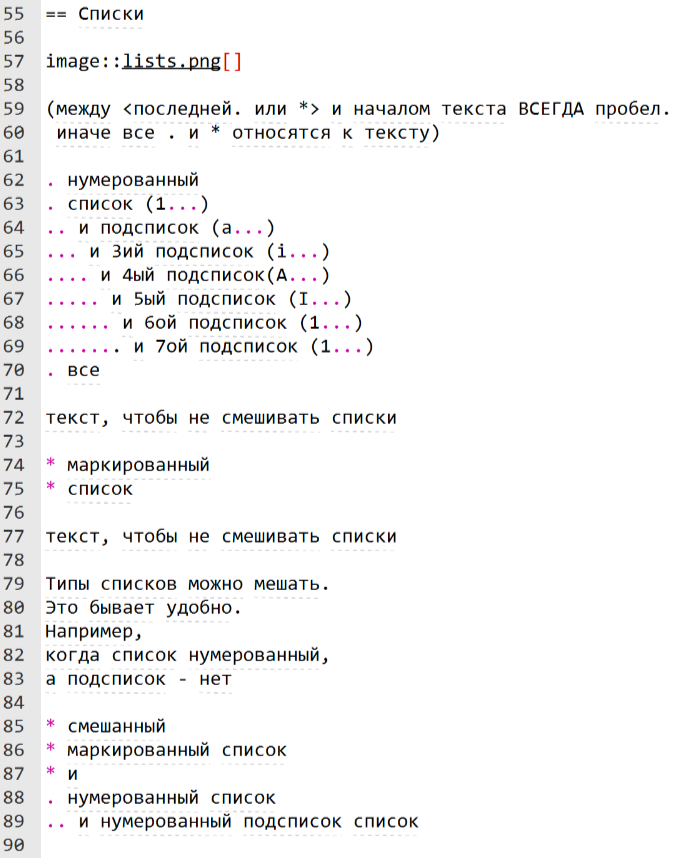 55 == Списки
56
57 image::lists.png[]
58
59 (между <последней. или *> и началом текста ВСЕГДА пробел.
60  иначе все . и * относятся к тексту)
61
62 . нумерованный
63 . список (1...)
64 .. и подсписок (a...)
65 ... и 3ий подсписок (i...)
66 .... и 4ый подсписок(A...)
67 ..... и 5ый подсписок (I...)
68 ...... и 6ой подсписок (1...)
69 ....... и 7ой подсписок (1...)
70 . все
71
72 текст, чтобы не смешивать списки
73
74 * маркированный
75 * список
76
77 текст, чтобы не смешивать списки
78
79 Типы списков можно мешать.
80 Это бывает удобно.
81 Например,
82 когда список нумерованный,
83 а подсписок - нет
84
85 * смешанный
86 * маркированный список
87 * и
88 . нумерованный список
89 .. и нумерованный подсписок список
90